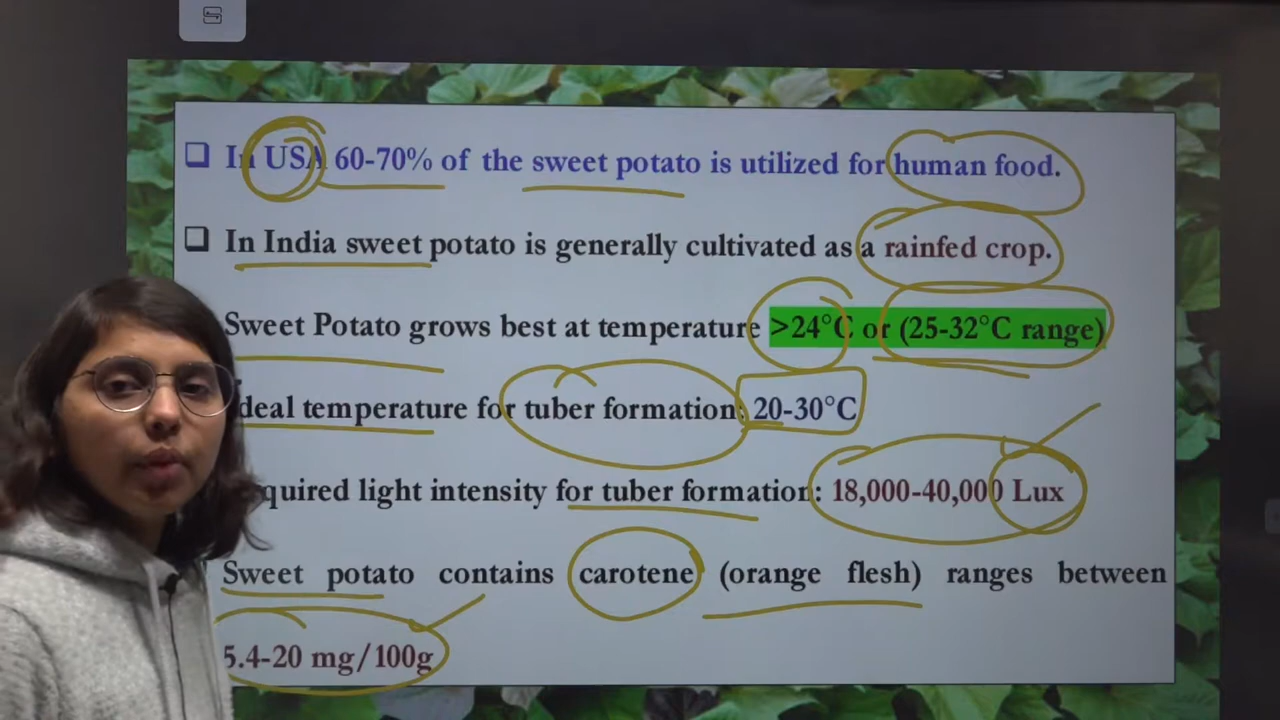 ❑ In USA 60-70% of the sweet potato is utilized for human food.
❑ In India sweet potato is generally cultivated as a rainfed crop.
Sweet Potato grows best at temperature >24°C or (25-32°C range)
deal temperature for tuber formation: 20-30°C
quired light intensity for tuber formation: 18,000-40,000 Lux
Sweet potato contains carotene (orange flesh) ranges between
5.4-20 mg/100g